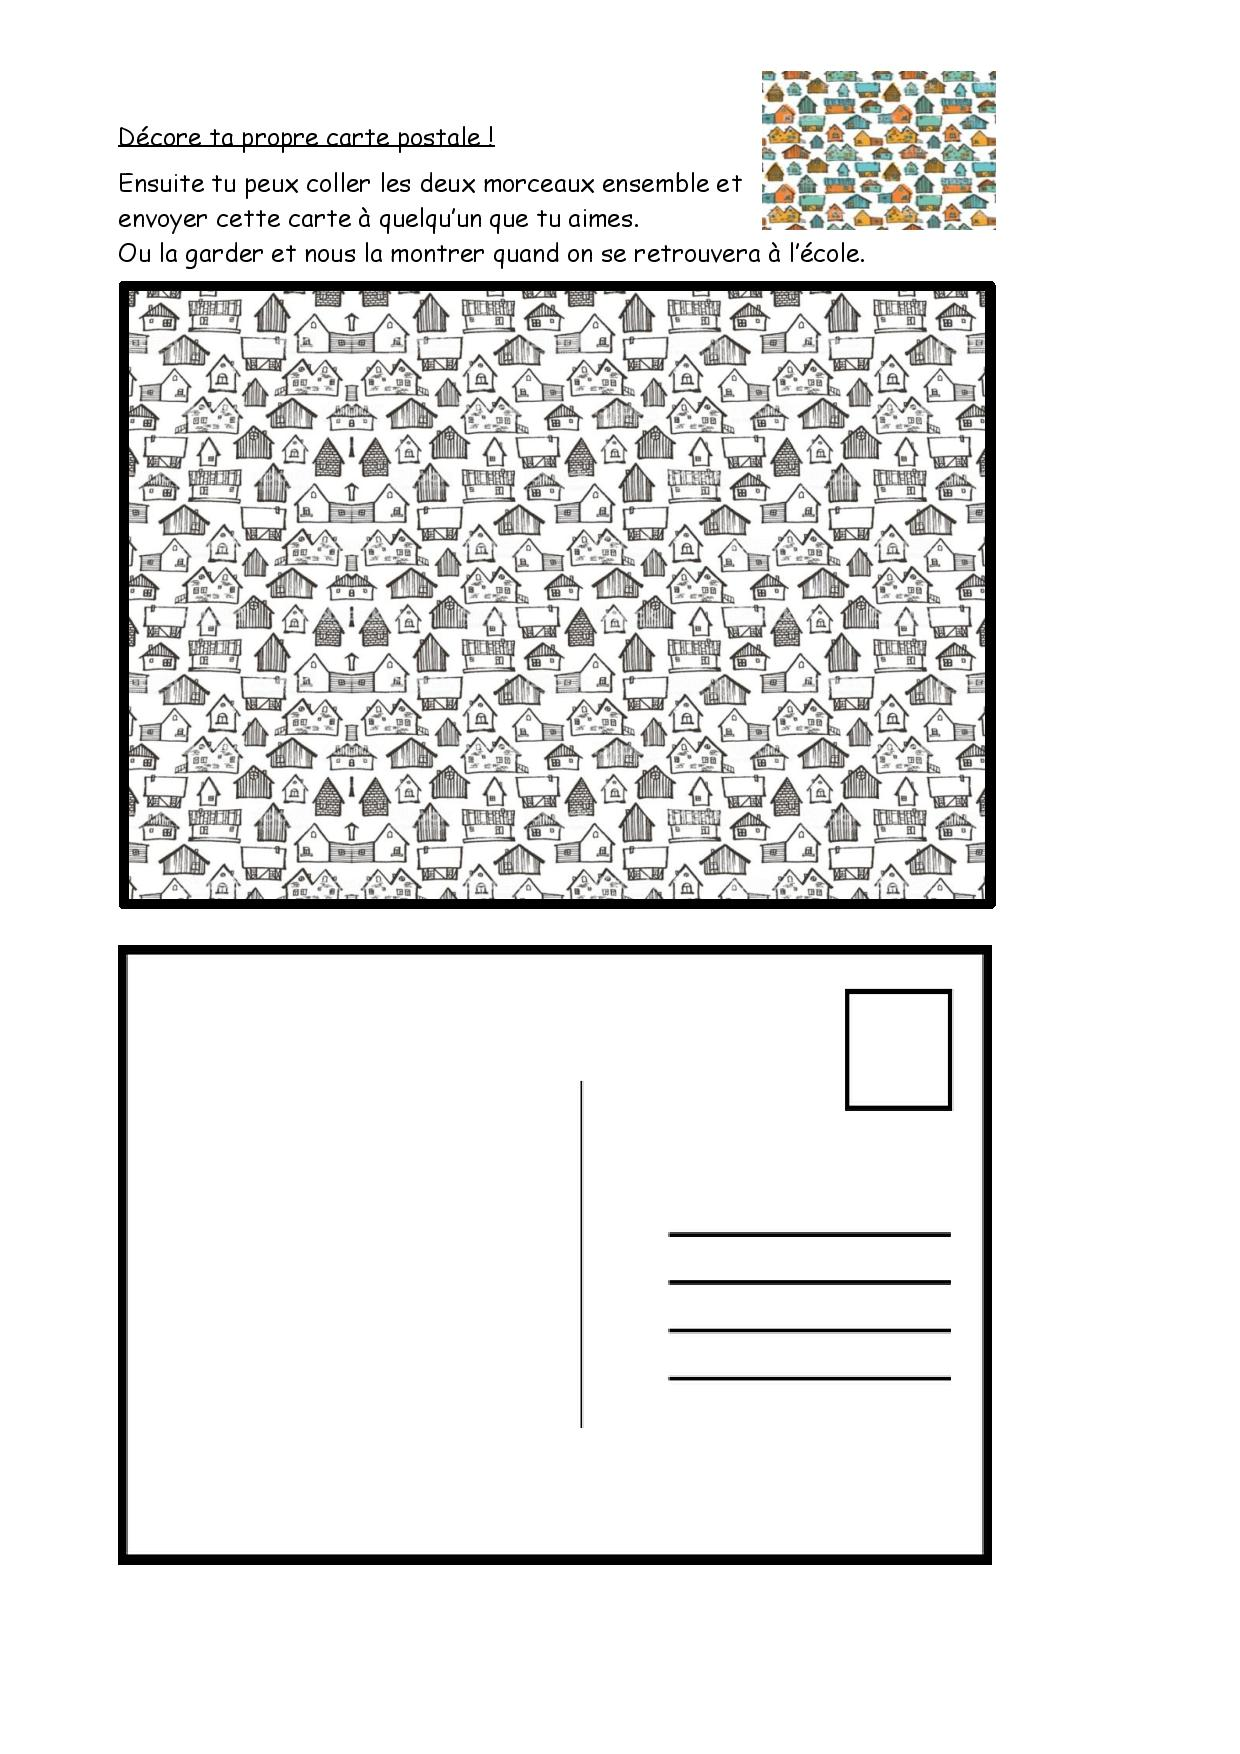 Décore ta propre carte postale !
Ensuite tu peux coller les deux morceaux ensemble et
envoyer cette carte à quelqu’un que tu aimes.
Ou la garder et nous la montrer quand on se retrouvera à l’école.